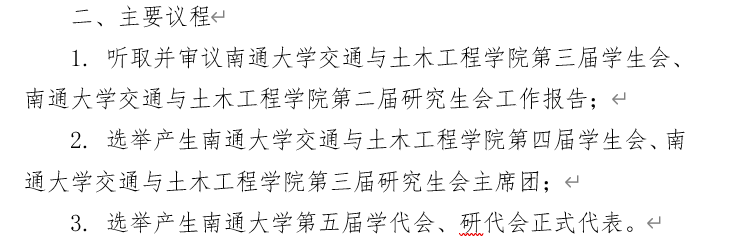 二、主要议程
1. 听取并审议南通大学交通与土木工程学院第三届学生会、
南通大学交通与土木工程学院第二届研究生会工作报告；
2. 选举产生南通大学交通与土木工程学院第四届学生会、南
通大学交通与土木工程学院第三届研究生会主席团；
3. 选举产生南通大学第五届学代会、研代会正式代表。